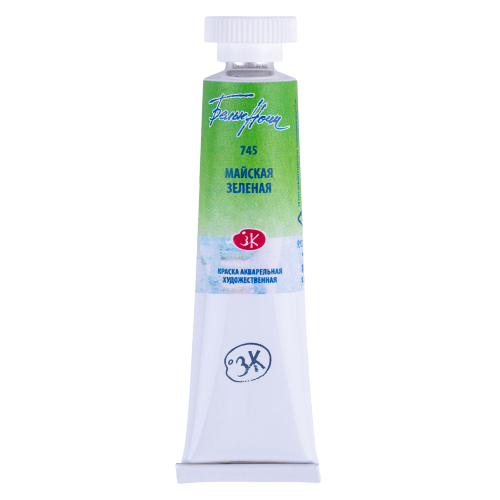 Белые Ночи
745
МАЙСКАЯ
ЗЕЛЕНАЯ
ЗК
КРАСКА АКВАРЕЛЬНАЯ
ХУДОЖЕСТВЕННАЯ
ЗК